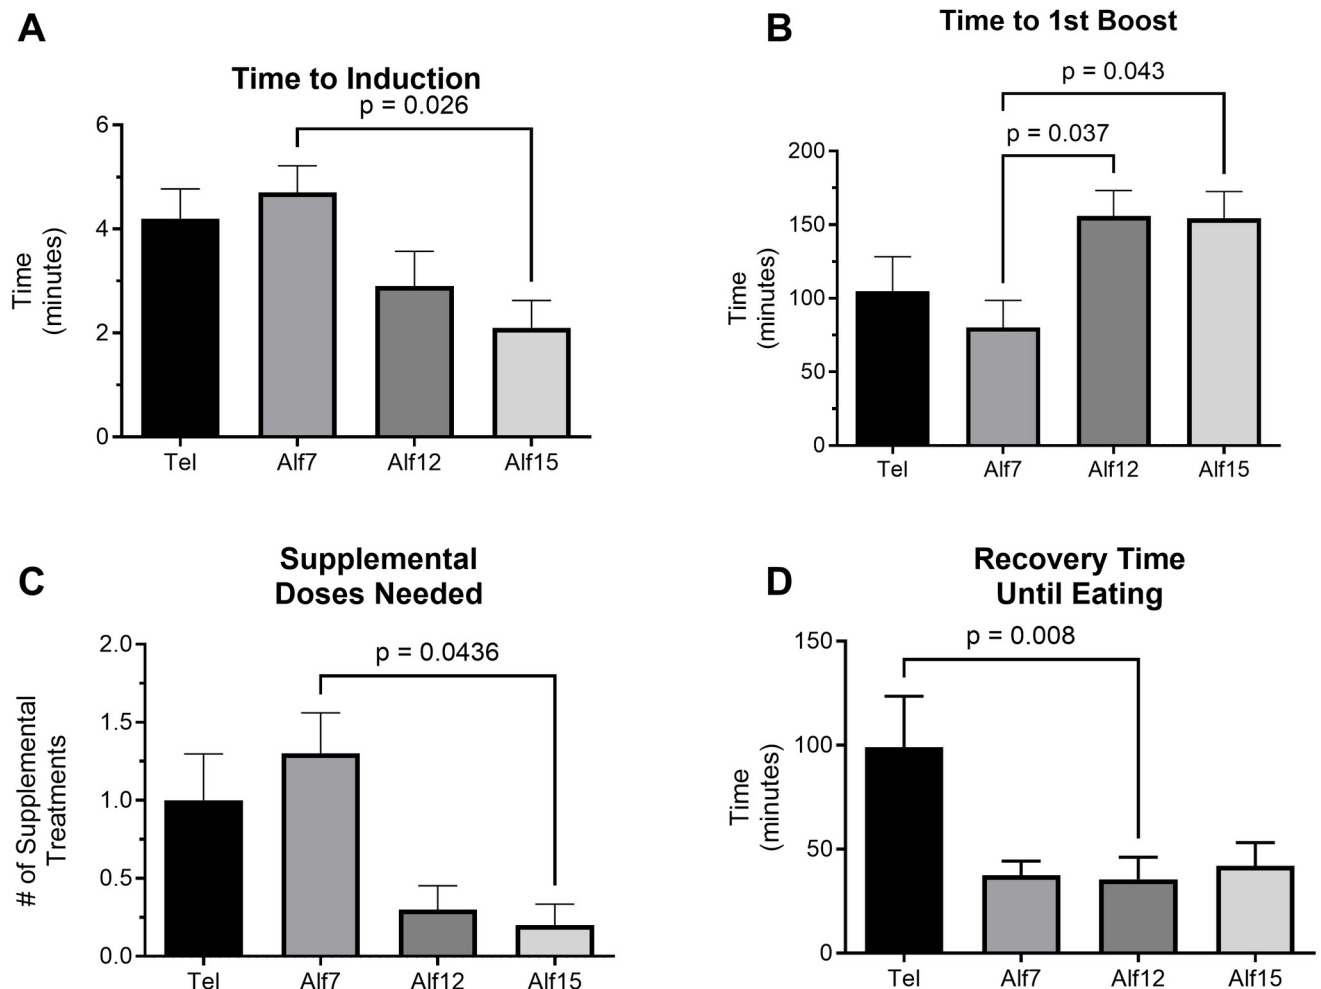 A
Time to Induction
p = 0.026
6
4
2
0
Time
(minutes)
Tel Alf7 Alf12 Alf15
B
Time to 1st Boost
p = 0.043
p = 0.037
200
150
100
50
0
Time
(minutes)
Tel Alf7 Alf12 Alf15
C
Supplemental
Doses Needed
p = 0.0436
2.0
1.5
1.0
0.5
0.0
# of Supplemental
Treatments
Tel Alf7 Alf12 Alf15
D
Recovery Time
Until Eating
p = 0.008
150
100
50
0
Time
(minutes)
Tel Alf7 Alf12 Alf15